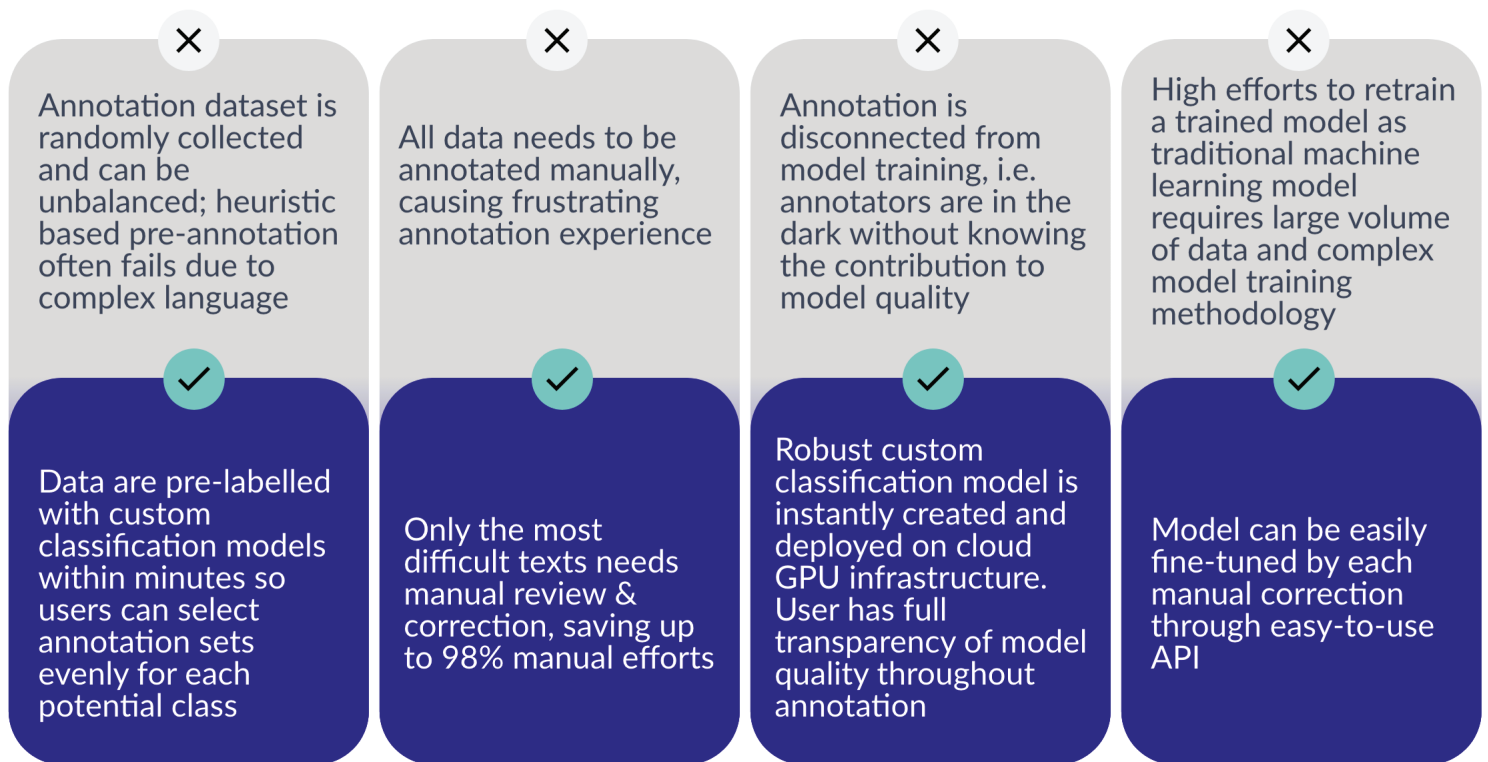 Annotation dataset is
randomly collected
and can be
unbalanced; heuristic
based pre-annotation
often fails due to
complex language
All data needs to be
annotated manually,
causing frustrating
annotation experience
Annotation is
disconnected from
model training, i.e.
annotators are in the
dark without knowing
the contribution to
model quality
High efforts to retrain
a trained model as
traditional machine
learning model
requires large volume
of data and complex
model training
methodology
Data are pre-labelled
with custom
classification models
within minutes so
users can select
annotation sets
evenly for each
potential class
Only the most
difficult texts needs
manual review &
correction, saving up
to 98% manual efforts
Robust custom
classification model is
instantly created and
deployed on cloud
GPU infrastructure.
User has full
transparency of model
quality throughout
annotation
Model can be easily
fine-tuned by each
manual correction
through easy-to-use
API